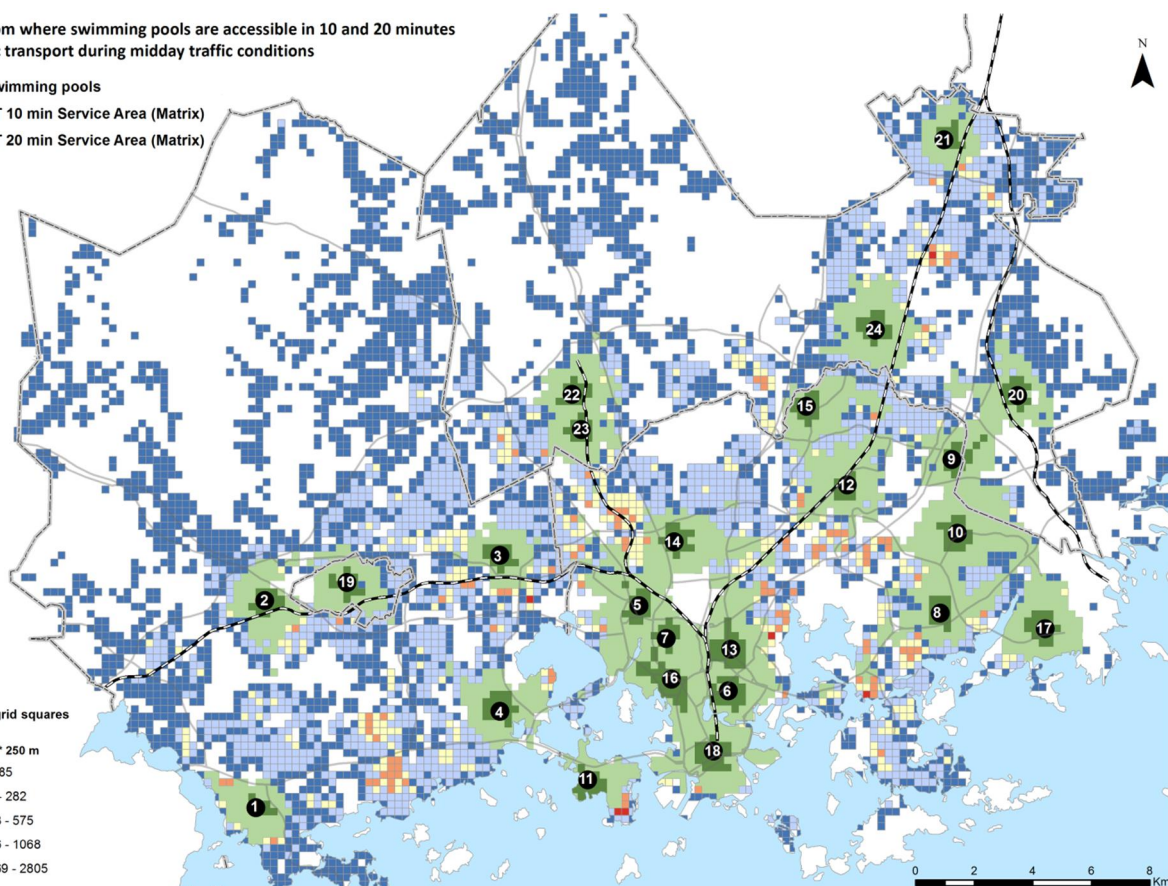 om where swimming pools are accessible in 10 and 20 minutes
transport during midday traffic conditions
wimming pools
10 min Service Area (Matrix)
20 min Service Area (Matrix)
N
21
24
22
20
15
23
9
12
10
14
3
19
2
5
8
17
7
13
16
6
4
18
11
1
grid squares
250 m
85
- 282
- 575
- 1068
69 - 2805
0 2 4 6 8
Km